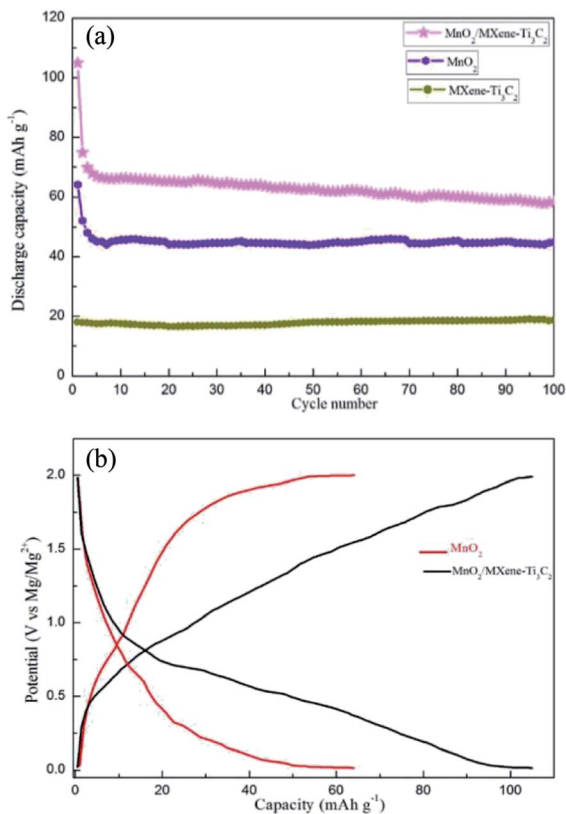 (a)
MnO₂/MXene-Ti₃C₂
MnO₂
MXene-Ti₃C₂
Discharge capacity (mAh g⁻¹)
120
100
80
60
40
20
0
0 10 20 30 40 50 60 70 80 90 100
Cycle number
(b)
MnO₂
MnO₂/MXene-Ti₃C₂
Potential (V vs Mg/Mg²⁺)
2.0
1.5
1.0
0.5
0.0
0 20 40 60 80 100
Capacity (mAh g⁻¹)